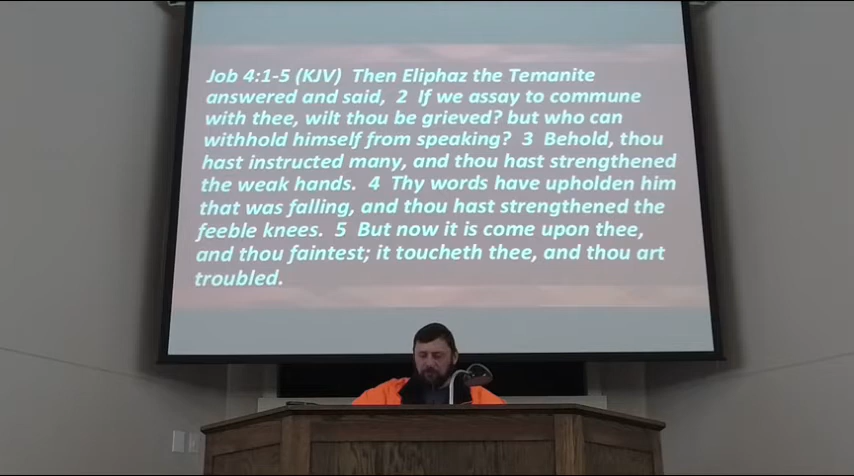 Job 4:1-5 (KJV)  Then Eliphaz the Temanite
answered and said,  2  If we assay to commune
with thee, wilt thou be grieved? but who can
withhold himself from speaking?  3  Behold, thou
hast instructed many, and thou hast strengthened
the weak hands.  4  Thy words have upholden him
that was falling, and thou hast strengthened the
feeble knees.  5  But now it is come upon thee,
and thou faintest; it toucheth thee, and thou art
troubled.